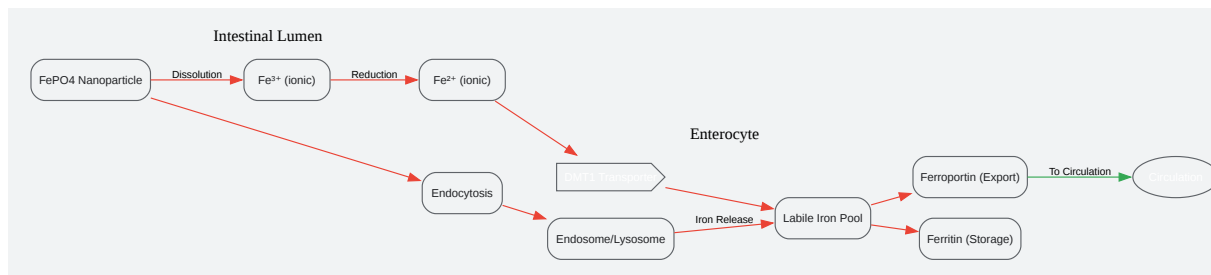 Intestinal Lumen
FePO4 Nanoparticle
Dissolution
Fe³⁺ (ionic)
Reduction
Fe²⁺ (ionic)
Enterocyte
DMT1 Transporter
Endocytosis
Endosome/Lysosome
Iron Release
Labile Iron Pool
Ferroportin (Export)
To Circulation
Circulation
Ferritin (Storage)